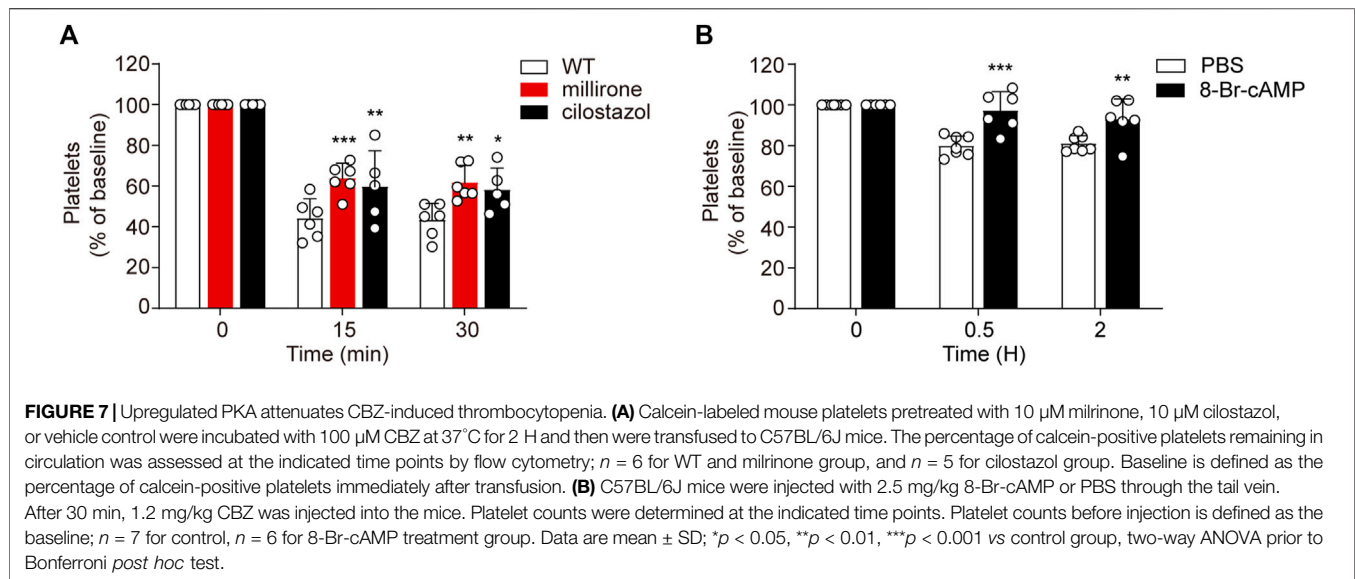 A
B
120
100
80
60
40
20
0
Platelets
(% of baseline)
WT
millirone
cilostazol
***
**
**
*
0 15 30
Time (min)
120
100
80
60
40
20
0
Platelets
(% of baseline)
PBS
8-Br-cAMP
***
**
0 0.5 2
Time (H)
FIGURE 7 | Upregulated PKA attenuates CBZ-induced thrombocytopenia. (A) Calcein-labeled mouse platelets pretreated with 10 μM milrinone, 10 μM cilostazol,
or vehicle control were incubated with 100 μM CBZ at 37°C for 2 H and then were transfused to C57BL/6J mice. The percentage of calcein-positive platelets remaining in
circulation was assessed at the indicated time points by flow cytometry; n = 6 for WT and milrinone group, and n = 5 for cilostazol group. Baseline is defined as the
percentage of calcein-positive platelets immediately after transfusion. (B) C57BL/6J mice were injected with 2.5 mg/kg 8-Br-cAMP or PBS through the tail vein.
After 30 min, 1.2 mg/kg CBZ was injected into the mice. Platelet counts were determined at the indicated time points. Platelet counts before injection is defined as the
baseline; n = 7 for control, n = 6 for 8-Br-cAMP treatment group. Data are mean ± SD; *p < 0.05, **p < 0.01, ***p < 0.001 vs control group, two-way ANOVA prior to
Bonferroni post hoc test.